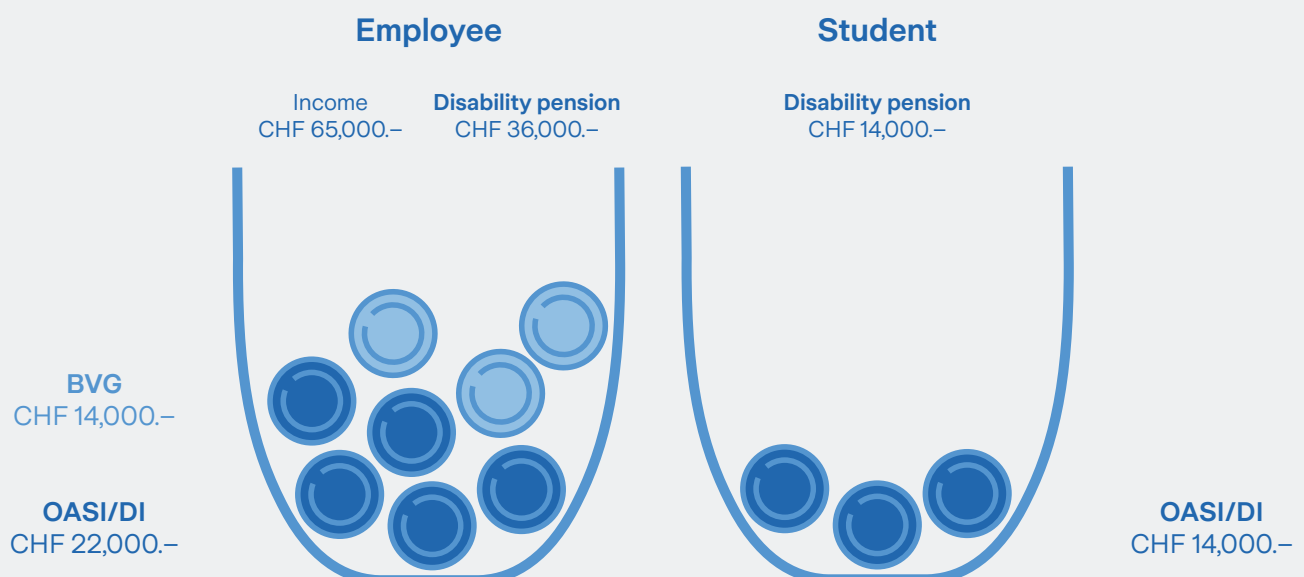 Employee
Student
Income
CHF 65,000.–
Disability pension
CHF 36,000.–
Disability pension
CHF 14,000.–
BVG
CHF 14,000.–
OASI/DI
CHF 22,000.–
OASI/DI
CHF 14,000.–